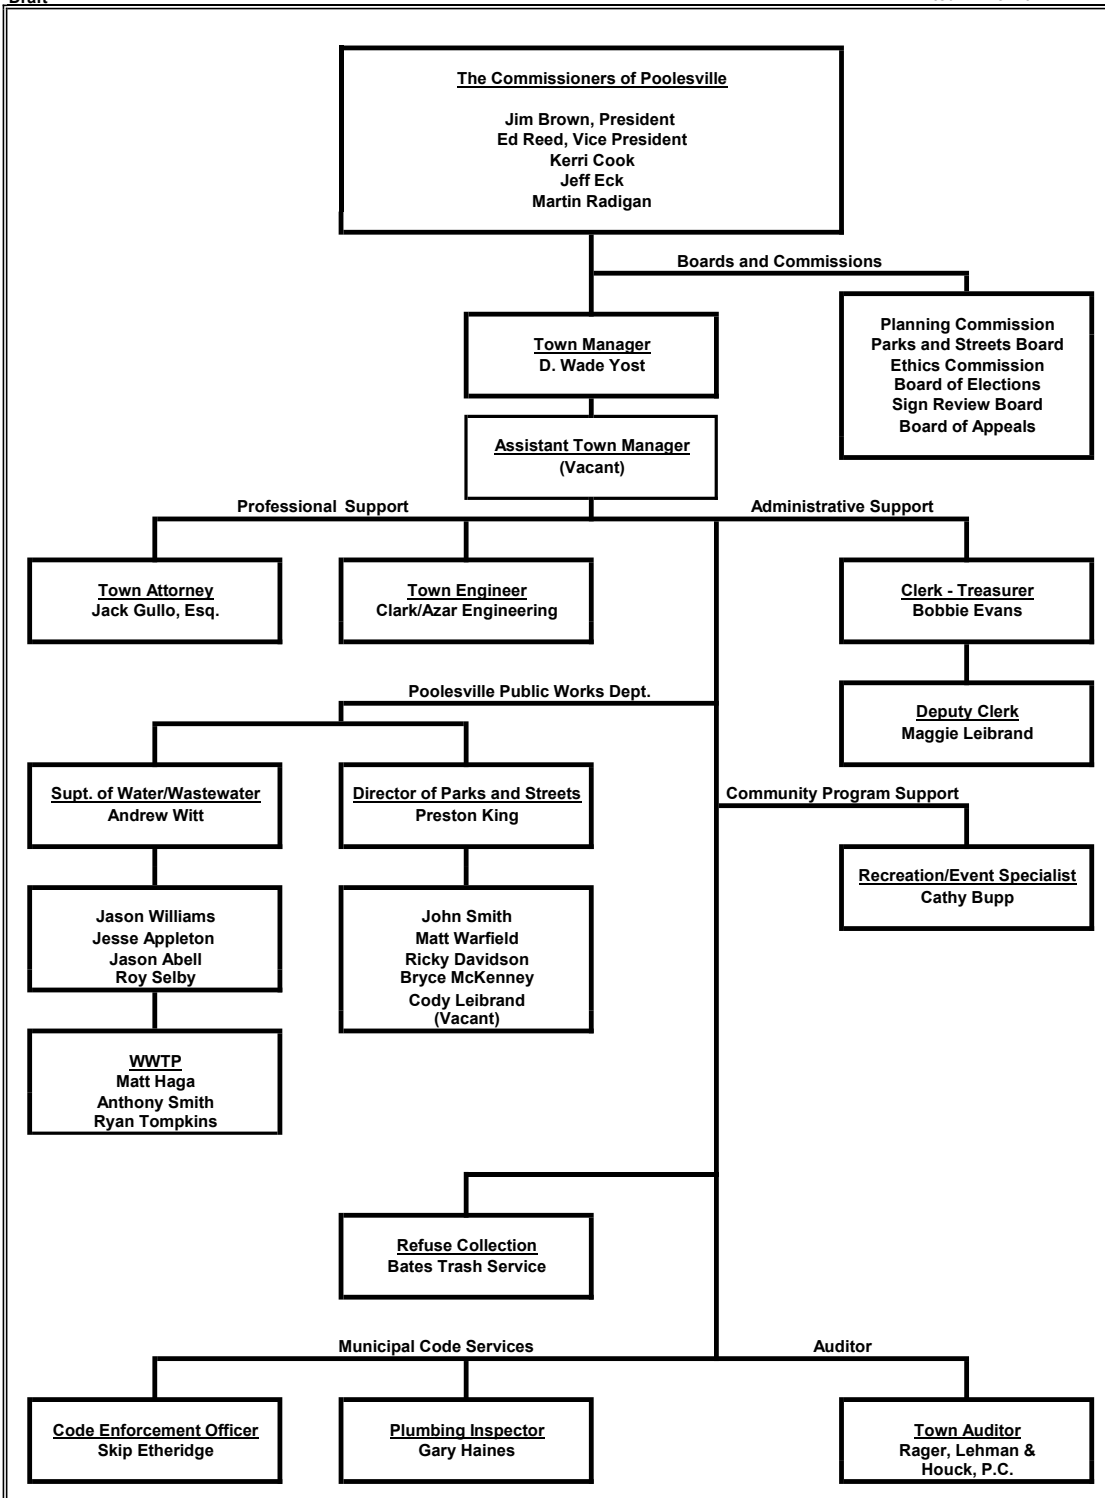 Draft
The Commissioners of Poolesville
Jim Brown, President
Ed Reed, Vice President
Kerri Cook
Jeff Eck
Martin Radigan
Boards and Commissions
Planning Commission
Parks and Streets Board
Ethics Commission
Board of Elections
Sign Review Board
Board of Appeals
Town Manager
D. Wade Yost
Assistant Town Manager
(Vacant)
Professional Support
Administrative Support
Town Attorney
Jack Gullo, Esq.
Town Engineer
Clark/Azar Engineering
Clerk - Treasurer
Bobbie Evans
Deputy Clerk
Maggie Leibrand
Poolesville Public Works Dept.
Supt. of Water/Wastewater
Andrew Witt
Director of Parks and Streets
Preston King
Community Program Support
Recreation/Event Specialist
Cathy Bupp
Jason Williams
Jesse Appleton
Jason Abell
Roy Selby
John Smith
Matt Warfield
Ricky Davidson
Bryce McKenney
Cody Leibrand
(Vacant)
WWTP
Matt Haga
Anthony Smith
Ryan Tompkins
Refuse Collection
Bates Trash Service
Municipal Code Services
Auditor
Code Enforcement Officer
Skip Etheridge
Plumbing Inspector
Gary Haines
Town Auditor
Rager, Lehman &
Houck, P.C.